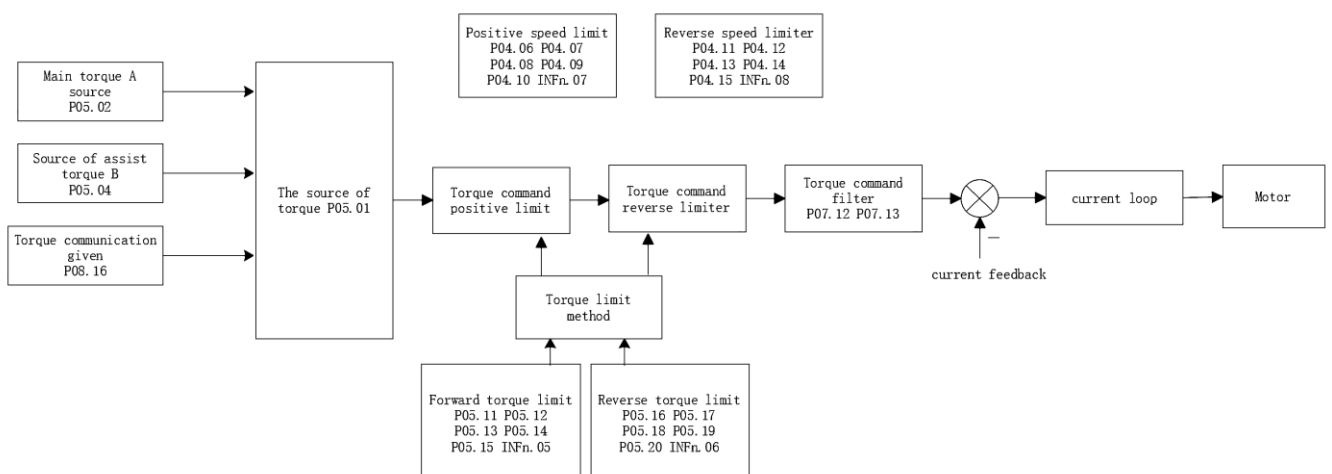 Positive speed limit
P04.06 P04.07
P04.08 P04.09
P04.10 INFn.07
Reverse speed limiter
P04.11 P04.12
P04.13 P04.14
P04.15 INFn.08
Main torque A
source
P05.02
Source of assist
torque B
P05.04
Torque communication
given
P08.16
The source of
torque P05.01
Torque command
positive limit
Torque command
reverse limiter
Torque command
filter
P07.12 P07.13
current loop
Motor
current feedback
Torque limit
method
Forward torque limit
P05.11 P05.12
P05.13 P05.14
P05.15 INFn.05
Reverse torque limit
P05.16 P05.17
P05.18 P05.19
P05.20 INFn.06